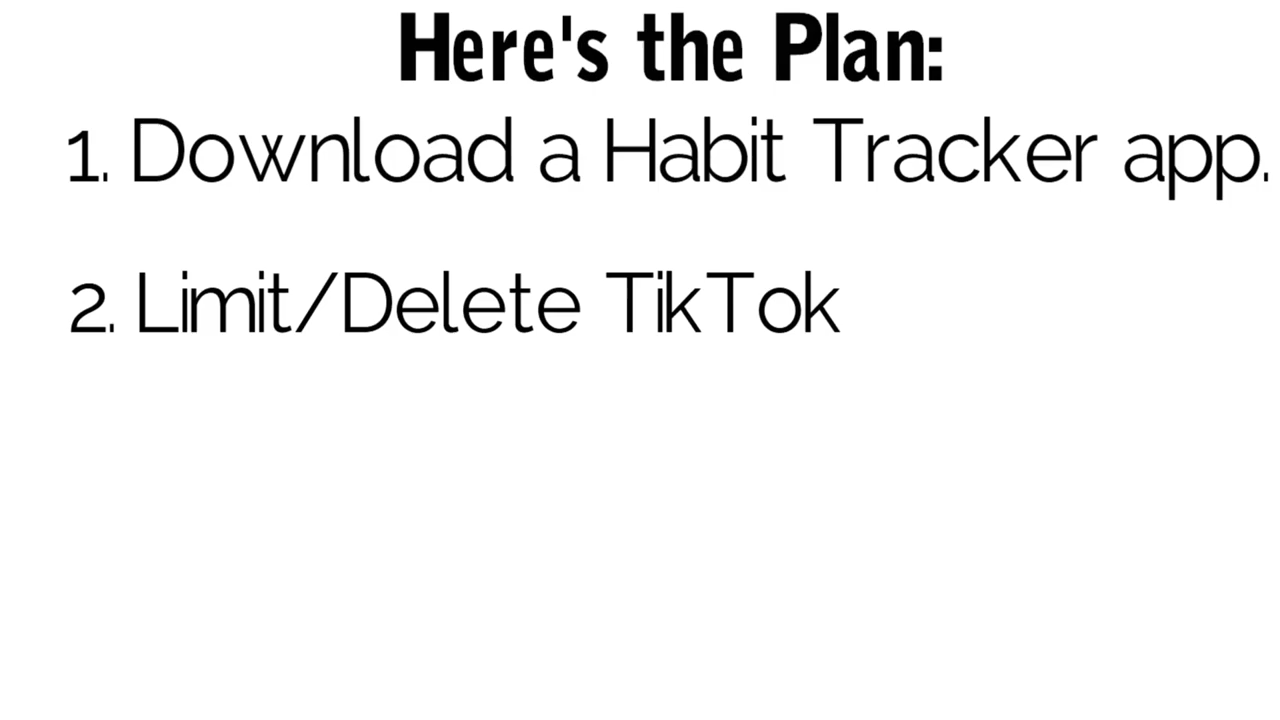 Here's the Plan:
1. Download a Habit Tracker app.
2. Limit/Delete TikTok